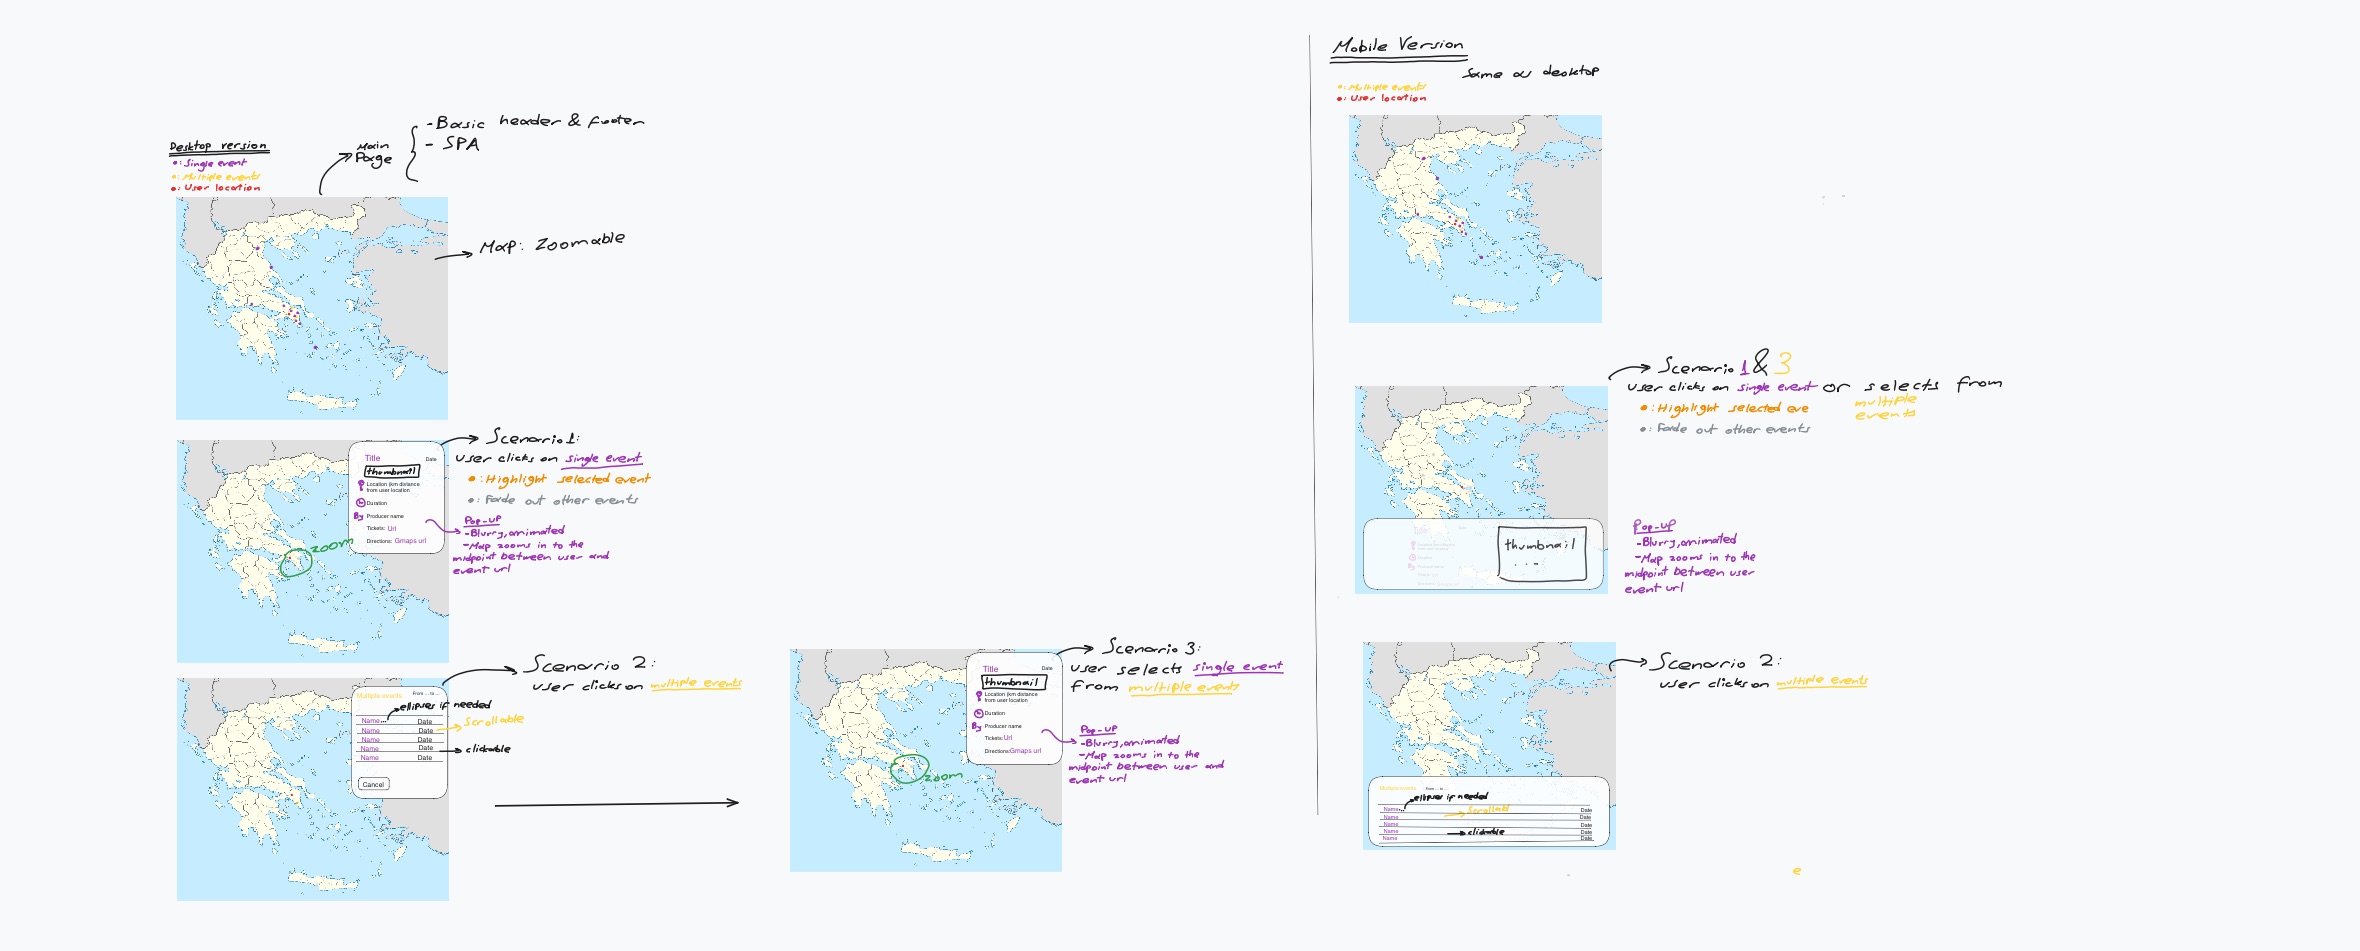 Desktop version
: Single event
: Multiple events
: User location
Main
Page
- Basic header & footer
- SPA
Map: Zoomable
Title
Date
thumbnail
Location (km distance
from user location
Duration
By
Producer name
Tickets: Url
Directions: Gmaps url
zoom
Scenario 1:
User clicks on single event
: Highlight selected event
: Fade out other events
Pop-up
-Blurry, animated
-Map zooms in to the
midpoint between user and
event url
Multiple events
From ... to ...
ellipses if needed
Name...
Date
Name
Date
Name
Date
Name
Date
Name
Date
Scrollable
clickable
Cancel
Scenario 2:
user clicks on multiple events
Title
Date
thumbnail
Location (km distance
from user location
Duration
By
Producer name
Tickets: Url
Directions: Gmaps url
zoom
Scenario 3:
User selects single event
from multiple events
Pop-up
-Blurry, animated
-Map zooms in to the
midpoint between user and
event url
Mobile Version
Same as desktop
: Multiple events
: User location
Scenario 1 & 3
User clicks on single event or selects from
multiple
events
: Highlight selected eve
: Fade out other events
thumbnail
...
Pop-up
-Blurry, animated
-Map zooms in to the
midpoint between user
event url
Scenario 2:
user clicks on multiple events
Multiple events
From ... to ...
ellipses if needed
Name...
Date
Name
Date
Name
Date
Name
Date
Name
Date
Scrollabl
clickable
e